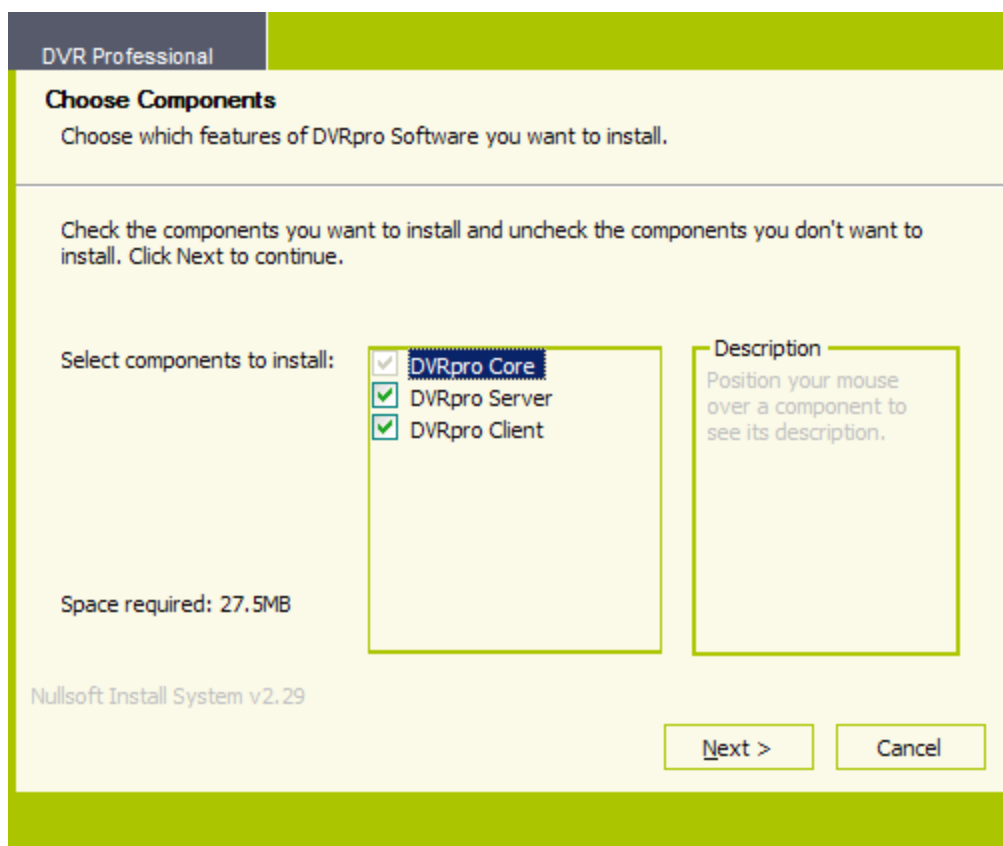 DVR Professional
Choose Components
Choose which features of DVRpro Software you want to install.
Check the components you want to install and uncheck the components you don't want to
install. Click Next to continue.
Select components to install:
DVRpro Core
DVRpro Server
DVRpro Client
Description
Position your mouse
over a component to
see its description.
Space required: 27.5MB
Nullsoft Install System v2.29
Next >
Cancel